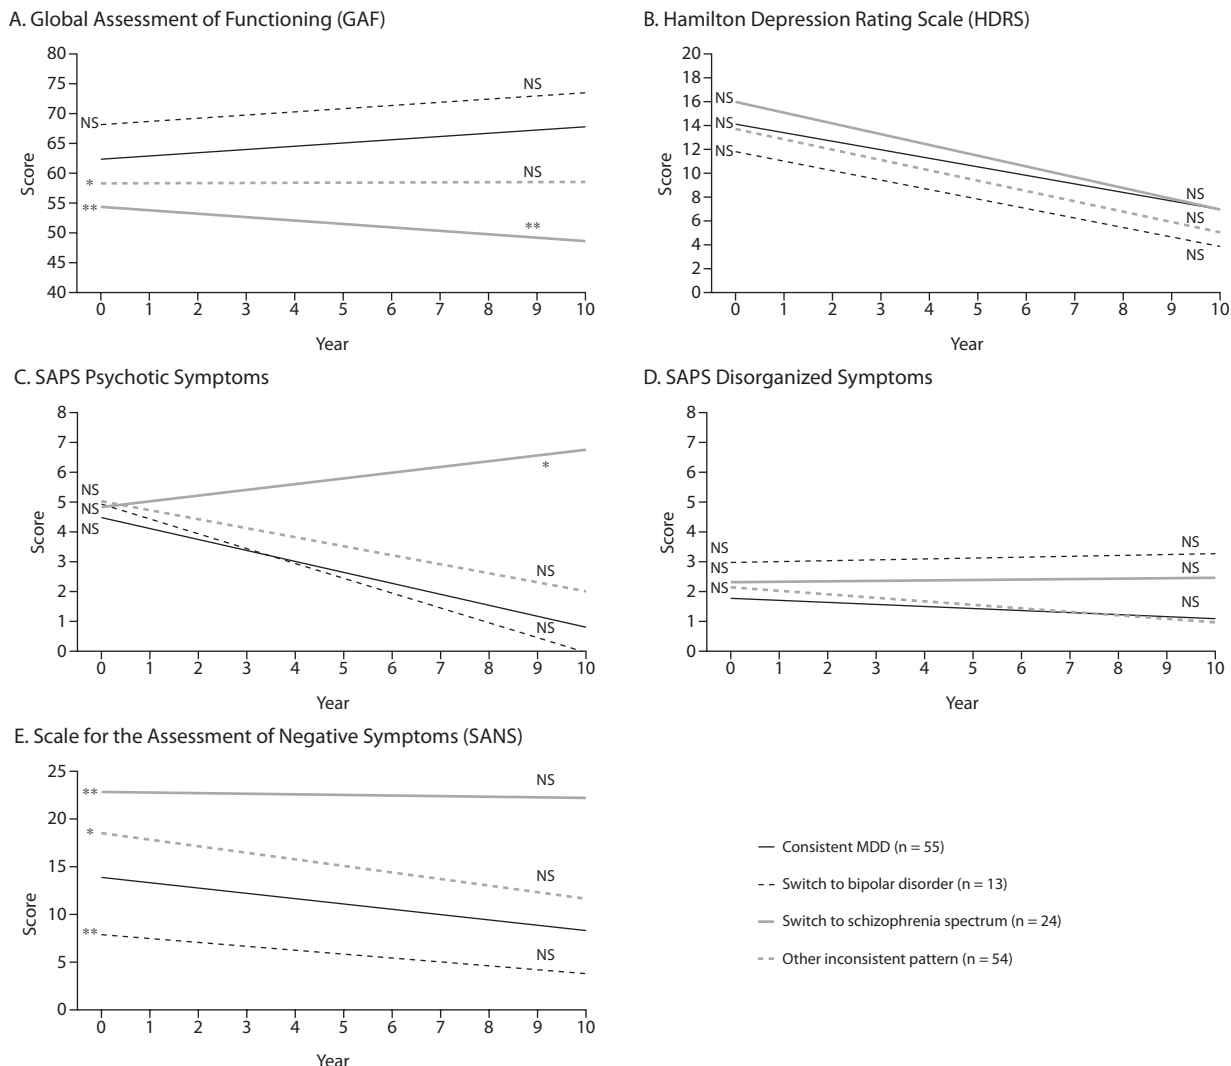 A. Global Assessment of Functioning (GAF)
80
75
70
65
60
55
50
45
40
Score
NS
*
**
NS
NS
**
0 1 2 3 4 5 6 7 8 9 10
Year
B. Hamilton Depression Rating Scale (HDRS)
20
18
16
14
12
10
8
6
4
2
0
Score
NS
NS
NS
NS
NS
NS
0 1 2 3 4 5 6 7 8 9 10
Year
C. SAPS Psychotic Symptoms
8
7
6
5
4
3
2
1
0
Score
NS
NS
NS
*
NS
NS
0 1 2 3 4 5 6 7 8 9 10
Year
D. SAPS Disorganized Symptoms
8
7
6
5
4
3
2
1
0
Score
NS
NS
NS
NS
NS
NS
0 1 2 3 4 5 6 7 8 9 10
Year
E. Scale for the Assessment of Negative Symptoms (SANS)
25
20
15
10
5
0
Score
**
*
**
NS
NS
NS
0 1 2 3 4 5 6 7 8 9 10
Year
Consistent MDD (n = 55)
Switch to bipolar disorder (n = 13)
Switch to schizophrenia spectrum (n = 24)
Other inconsistent pattern (n = 54)